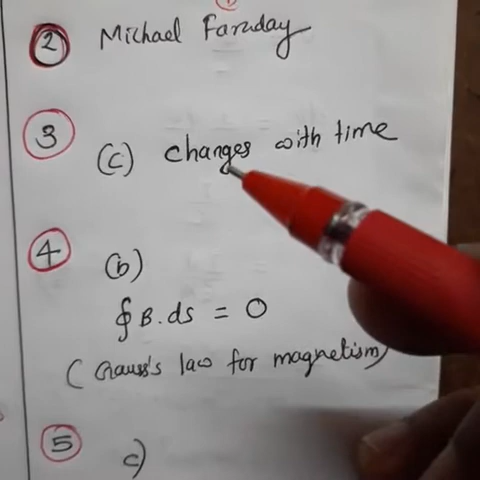 ② Michael Faraday
③ (c) changes with time
④ (b)
∮ B.ds = 0
(Gauss's law for magnetism)
⑤ c)